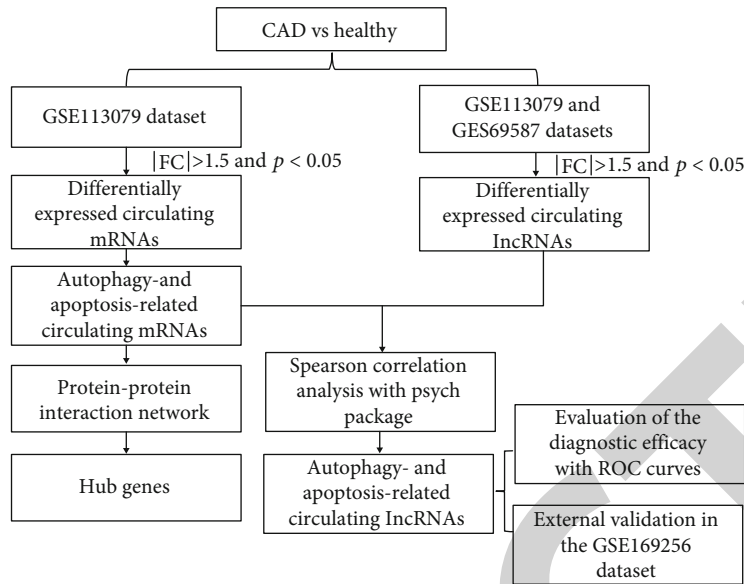 CAD vs healthy
GSE113079 dataset
GSE113079 and
GES69587 datasets
|FC|>1.5 and p < 0.05
|FC|>1.5 and p < 0.05
Differentially
expressed circulating
mRNAs
Differentially
expressed circulating
IncRNAs
Autophagy-and
apoptosis-related
circulating mRNAs
Protein-protein
interaction network
Spearson correlation
analysis with psych
package
Hub genes
Autophagy- and
apoptosis-related
circulating IncRNAs
Evaluation of the
diagnostic efficacy
with ROC curves
External validation in
the GSE169256
dataset